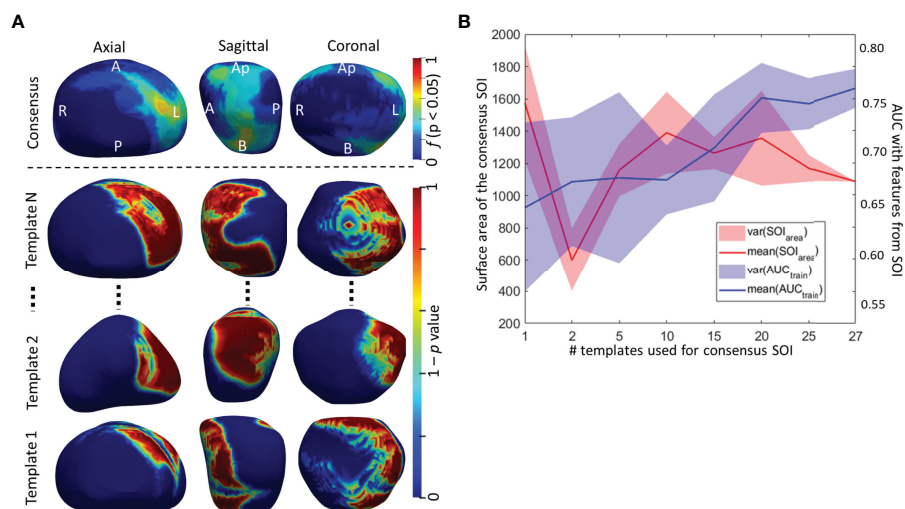 A
Axial
Sagittal
Coronal
Consensus
A
R
L
P
Ap
A
P
B
Ap
R
L
B
0 f (p < 0.05) 1
Template N
Template 2
Template 1
0 1 − p value 1
B
Surface area of the consensus SOI
2000
1800
1600
1400
1200
1000
800
600
400
200
0.80
0.75
0.70
0.65
0.60
0.55
AUC with features from SOI
var(SOIarea)
mean(SOIarea)
var(AUCtrain)
mean(AUCtrain)
1 2 5 10 15 20 25 27
# templates used for consensus SOI